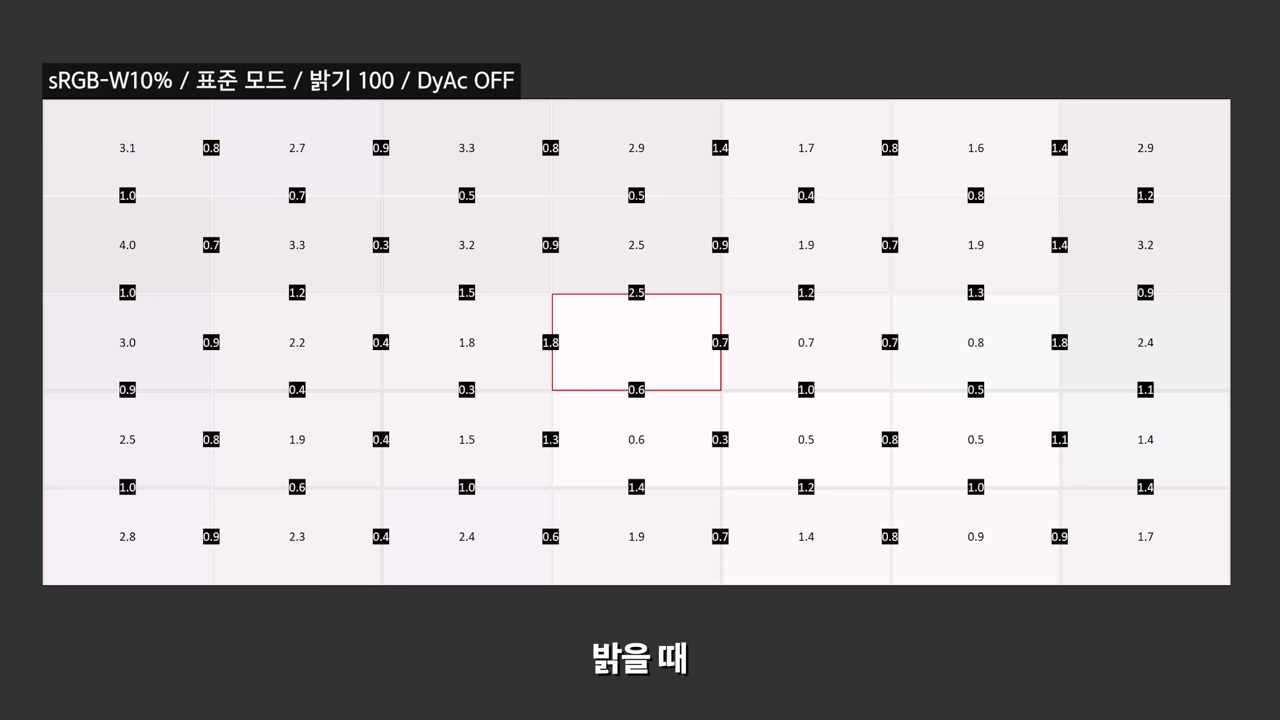 sRGB-W10% / 표준 모드 / 밝기 100 / DyAc OFF
3.1 0.8 2.7 0.9 3.3 0.8 2.9 1.4 1.7 0.8 1.6 1.4 2.9
1.0 0.7 0.5 0.5 0.4 0.8 1.2
4.0 0.7 3.3 0.3 3.2 0.9 2.5 0.9 1.9 0.7 1.9 1.4 3.2
1.0 1.2 1.5 2.5 1.2 1.3 0.9
3.0 0.9 2.2 0.4 1.8 1.8 0.7 0.7 0.7 0.8 1.8 2.4
0.9 0.4 0.3 0.6 1.0 0.5 1.1
2.5 0.8 1.9 0.4 1.5 1.3 0.6 0.3 0.5 0.8 0.5 1.1 1.4
1.0 0.6 1.0 1.4 1.2 1.0 1.4
2.8 0.9 2.3 0.4 2.4 0.6 1.9 0.7 1.4 0.8 0.9 0.9 1.7
밝을 때